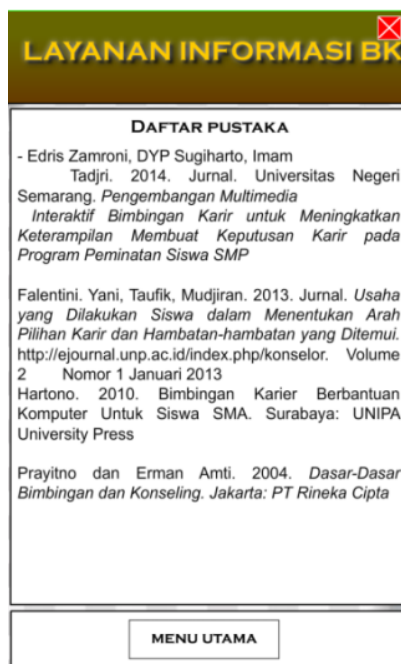 LAYANAN INFORMASI BK
DAFTAR PUSTAKA
- Edris Zamroni, DYP Sugiharto, Imam
Tadjri. 2014. Jurnal. Universitas Negeri
Semarang. Pengembangan Multimedia
Interaktif Bimbingan Karir untuk Meningkatkan
Keterampilan Membuat Keputusan Karir pada
Program Peminatan Siswa SMP
Falentini. Yani, Taufik, Mudjiran. 2013. Jurnal. Usaha
yang Dilakukan Siswa dalam Menentukan Arah
Pilihan Karir dan Hambatan-hambatan yang Ditemui.
http://ejournal.unp.ac.id/index.php/konselor. Volume
2 Nomor 1 Januari 2013
Hartono. 2010. Bimbingan Karier Berbantuan
Komputer Untuk Siswa SMA. Surabaya: UNIPA
University Press
Prayitno dan Erman Amti. 2004. Dasar-Dasar
Bimbingan dan Konseling. Jakarta: PT Rineka Cipta
MENU UTAMA